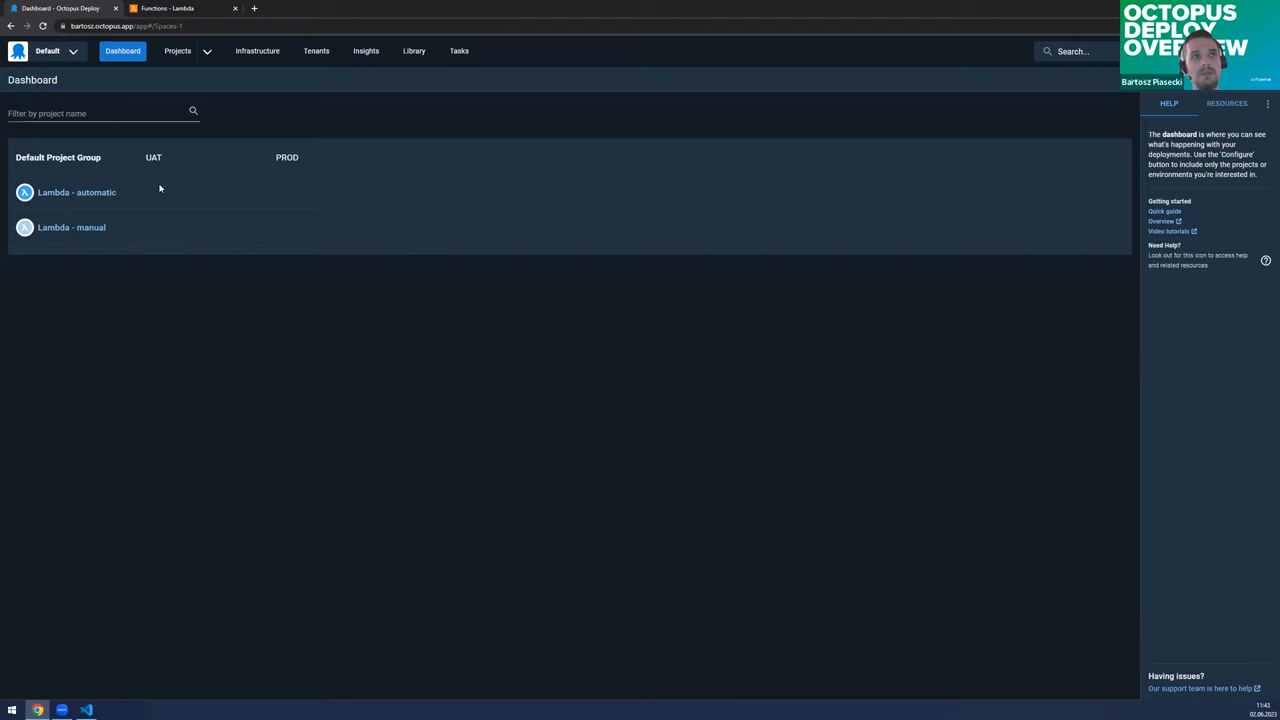 Dashboard - Octopus Deploy
Functions - Lambda
bartosz.octopus.app/app#/Spaces-1
Default
Dashboard
Projects
Infrastructure
Tenants
Insights
Library
Tasks
Search...
OCTOPUS
DEPLOY
OVERVIEW
softserve
Bartosz Piasecki
Dashboard
Filter by project name
Default Project Group
UAT
PROD
Lambda - automatic
Lambda - manual
HELP
RESOURCES
The dashboard is where you can see
what's happening with your
deployments. Use the 'Configure'
button to include only the projects or
environments you're interested in.
Getting started
Quick guide
Overview
Video tutorials
Need Help?
Look out for this icon to access help
and related resources
Having issues?
Our support team is here to help
11:43
02.06.2023